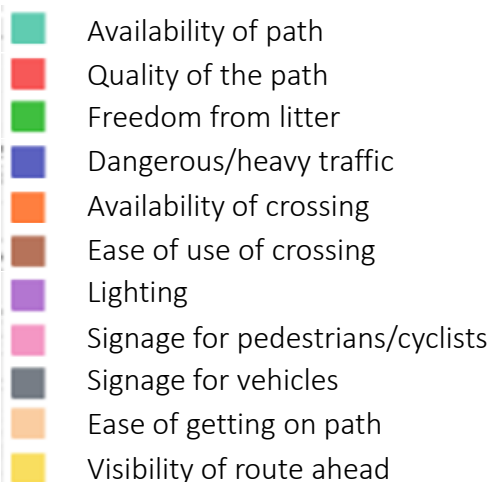 Availability of path
Quality of the path
Freedom from litter
Dangerous/heavy traffic
Availability of crossing
Ease of use of crossing
Lighting
Signage for pedestrians/cyclists
Signage for vehicles
Ease of getting on path
Visibility of route ahead